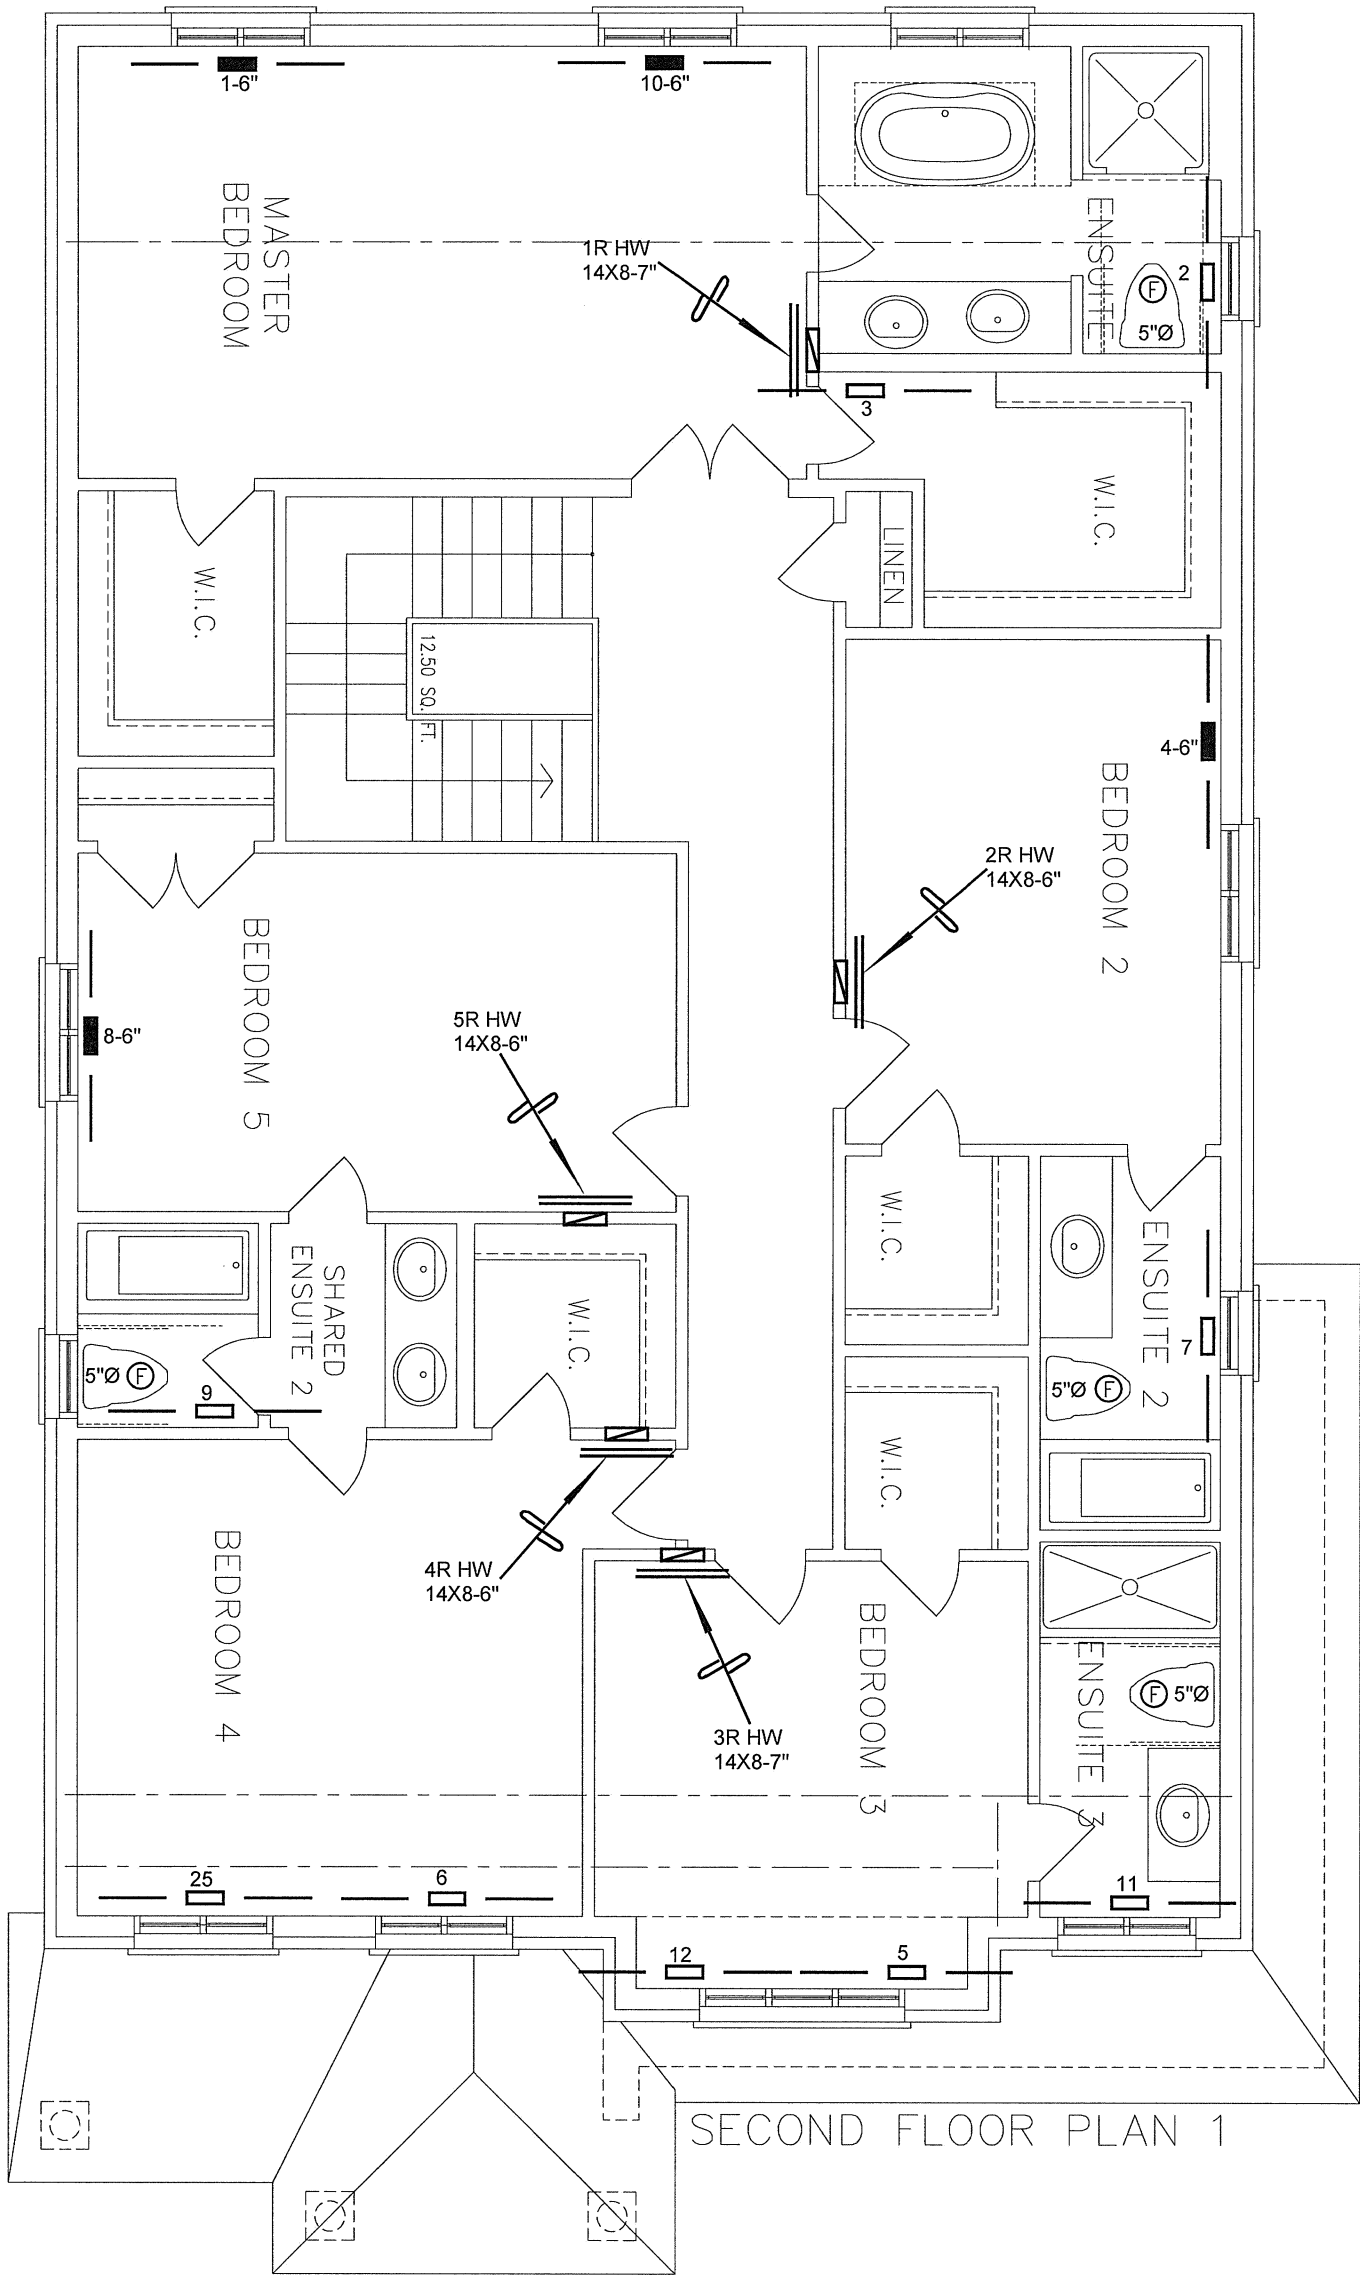 1-6"
10-6"
MASTER
BEDROOM
1R HW
14X8-7"
ENSUITE
2
F
5"Ø
3
W.I.C.
LINEN
W.I.C.
12.50 SQ. FT.
4-6"
BEDROOM 2
2R HW
14X8-6"
BEDROOM 5
8-6"
5R HW
14X8-6"
W.I.C.
ENSUITE 2
SHARED
ENSUITE 2
W.I.C.
7
5"Ø
F
9
5"Ø
F
W.I.C.
BEDROOM 4
4R HW
14X8-6"
BEDROOM 3
ENSUITE 3
F
5"Ø
3R HW
14X8-7"
25
6
11
12
5
SECOND FLOOR PLAN 1